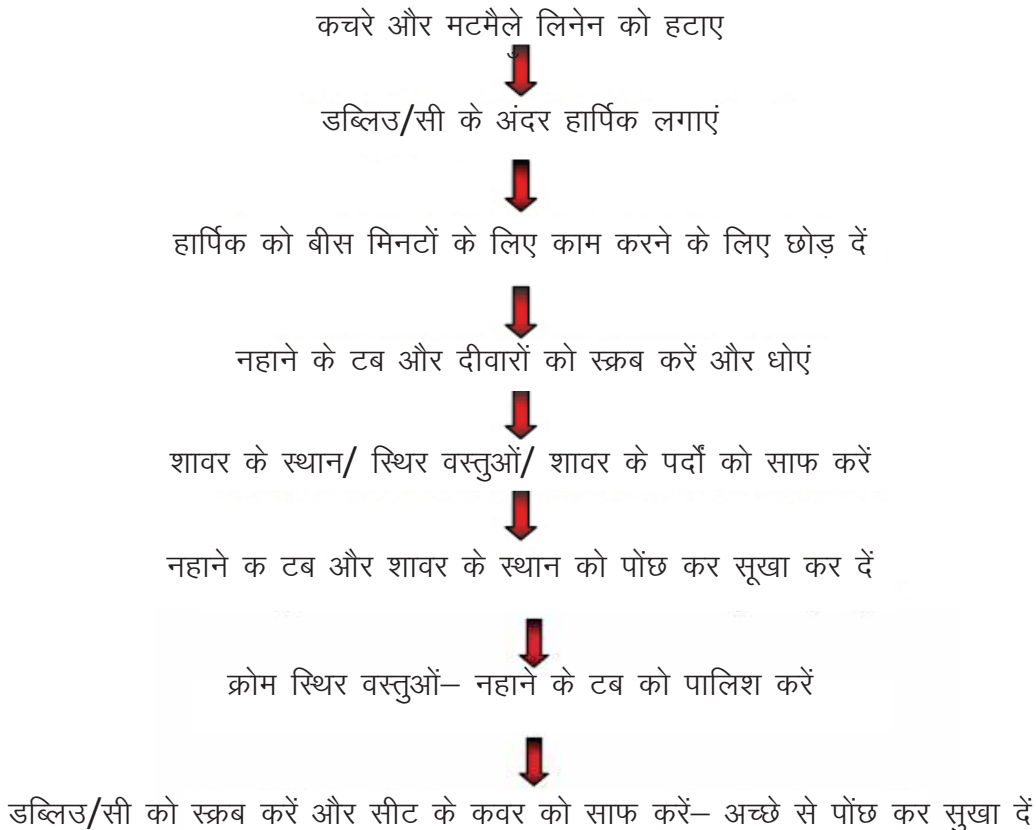 कचरे और मटमैले लिनेन को हटाए
डब्लिउ/सी के अंदर हार्पिक लगाएं
हार्पिक को बीस मिनटों के लिए काम करने के लिए छोड़ दें
नहाने के टब और दीवारों को स्क्रब करें और धोएं
शावर के स्थान/ स्थिर वस्तुओं/ शावर के पर्दों को साफ करें
नहाने क टब और शावर के स्थान को पोंछ कर सूखा कर दें
क्रोम स्थिर वस्तुओं– नहाने के टब को पालिश करें
डब्लिउ/सी को स्क्रब करें और सीट के कवर को साफ करें– अच्छे से पोंछ कर सुखा दें